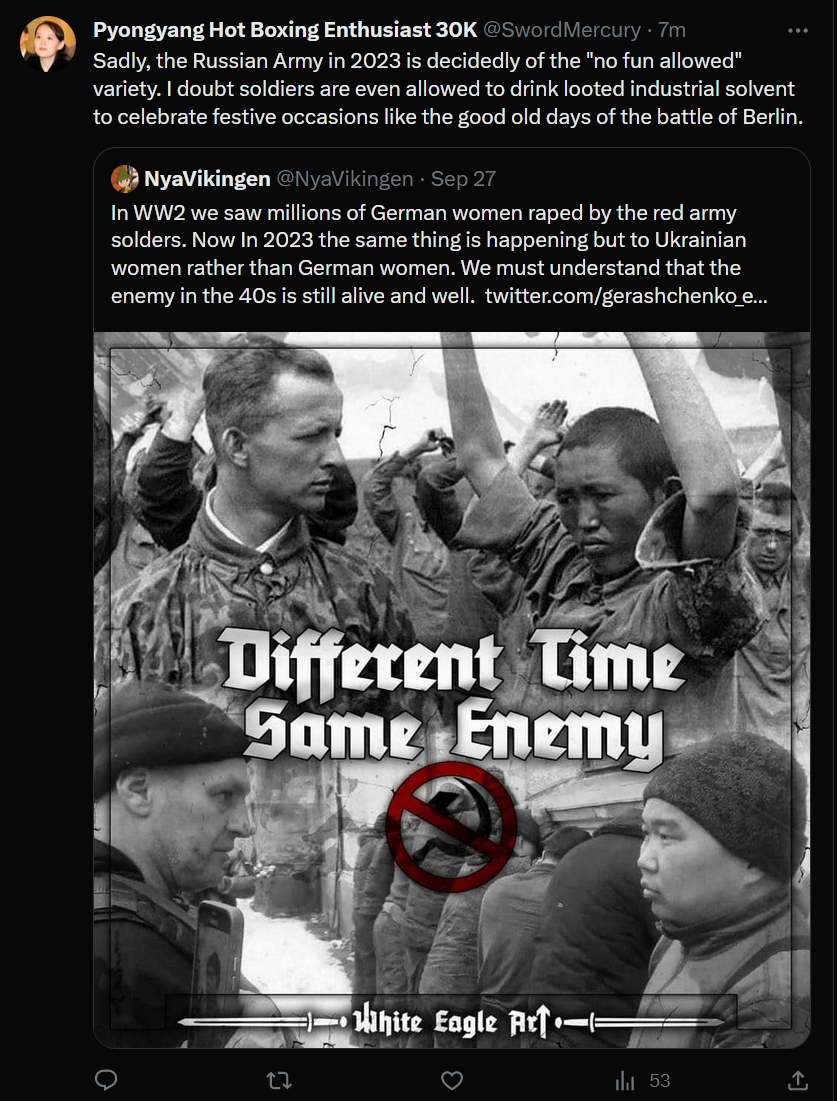 Pyongyang Hot Boxing Enthusiast 30K @SwordMercury · 7m
Sadly, the Russian Army in 2023 is decidedly of the "no fun allowed"
variety. I doubt soldiers are even allowed to drink looted industrial solvent
to celebrate festive occasions like the good old days of the battle of Berlin.
NyaVikingen @NyaVikingen · Sep 27
In WW2 we saw millions of German women raped by the red army
solders. Now In 2023 the same thing is happening but to Ukrainian
women rather than German women. We must understand that the
enemy in the 40s is still alive and well. twitter.com/gerashchenko_e...
Different Time
Same Enemy
White Eagle Art
53